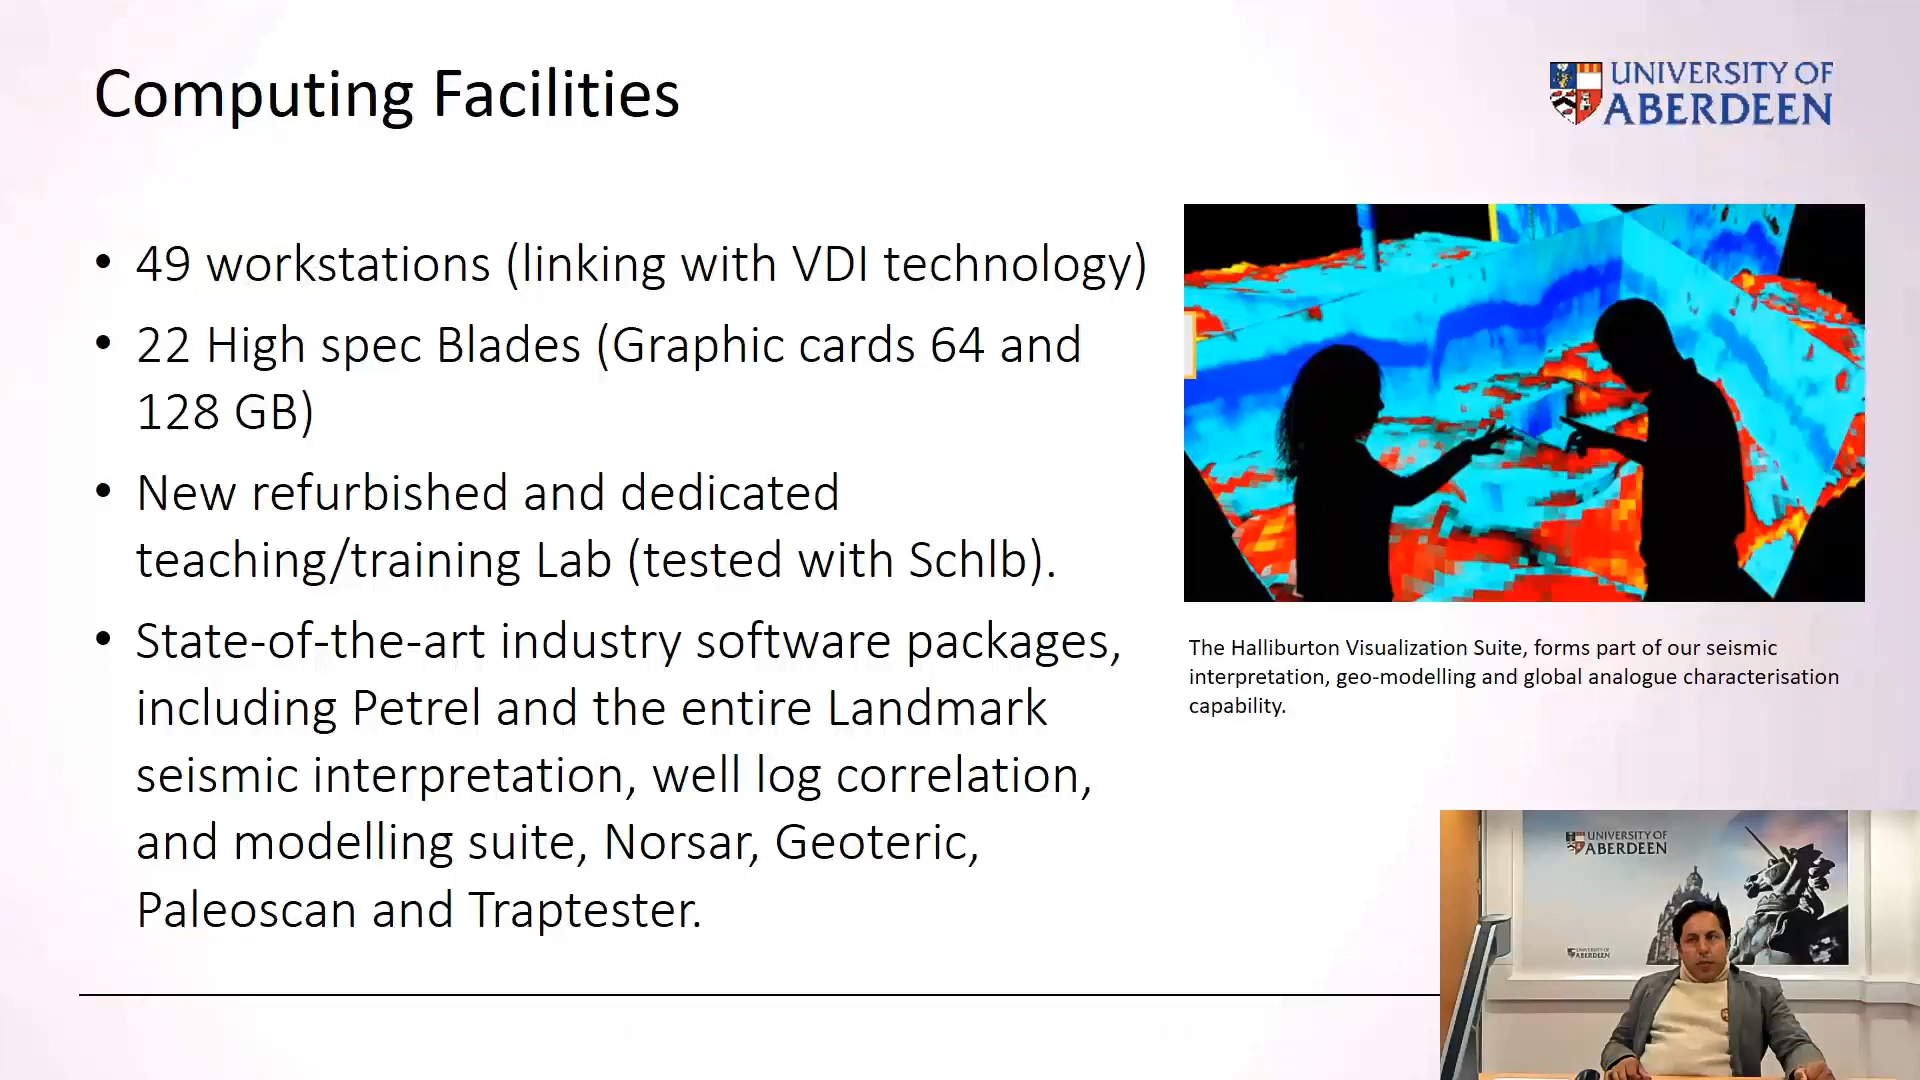 Computing Facilities
UNIVERSITY OF
ABERDEEN
• 49 workstations (linking with VDI technology)
• 22 High spec Blades (Graphic cards 64 and
128 GB)
• New refurbished and dedicated
teaching/training Lab (tested with Schlb).
• State-of-the-art industry software packages,
including Petrel and the entire Landmark
seismic interpretation, well log correlation,
and modelling suite, Norsar, Geoteric,
Paleoscan and Traptester.
The Halliburton Visualization Suite, forms part of our seismic
interpretation, geo-modelling and global analogue characterisation
capability.
UNIVERSITY OF
ABERDEEN
UNIVERSITY OF
ABERDEEN